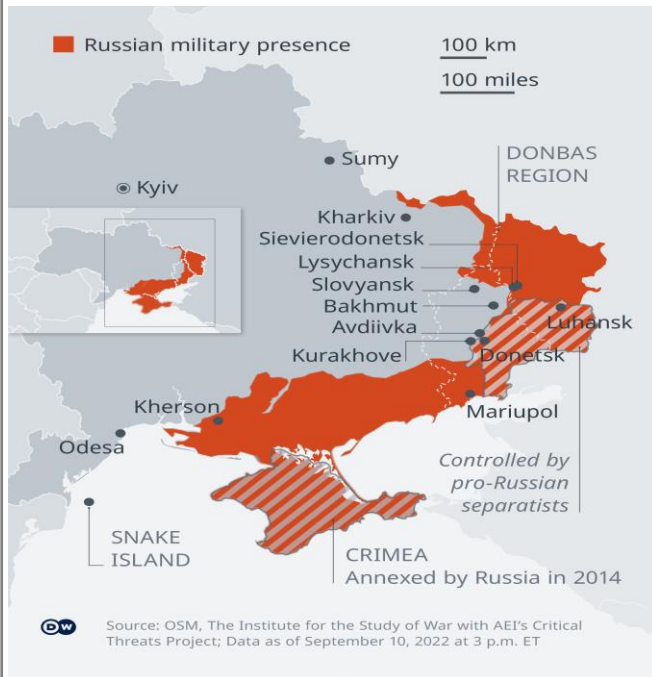 Russian military presence
100 km
100 miles
Sumy
DONBAS
REGION
Kyiv
Kharkiv
Sievierodonetsk
Lysychansk
Slovyansk
Bakhmut
Avdiivka
Luhansk
Kurakhove
Donetsk
Kherson
Mariupol
Odesa
Controlled by
pro-Russian
separatists
SNAKE
ISLAND
CRIMEA
Annexed by Russia in 2014
DW
Source: OSM, The Institute for the Study of War with AEI's Critical
Threats Project; Data as of September 10, 2022 at 3 p.m. ET